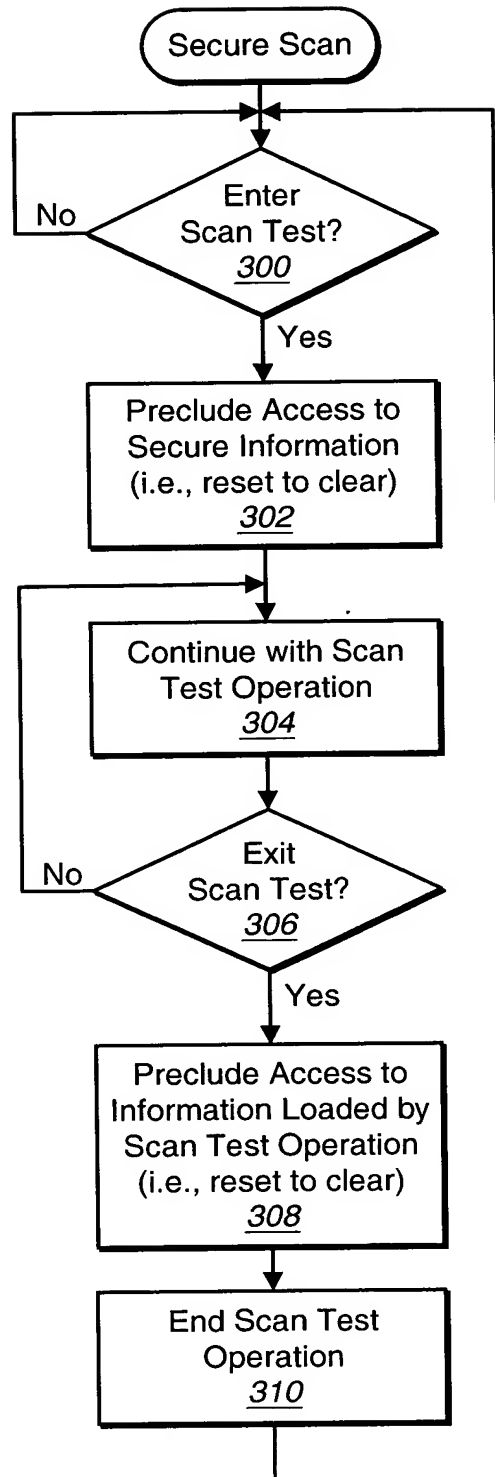 Secure Scan
Enter
Scan Test?
300
No
Yes
Preclude Access to
Secure Information
(i.e., reset to clear)
302
Continue with Scan
Test Operation
304
Exit
Scan Test?
306
No
Yes
Preclude Access to
Information Loaded by
Scan Test Operation
(i.e., reset to clear)
308
End Scan Test
Operation
310